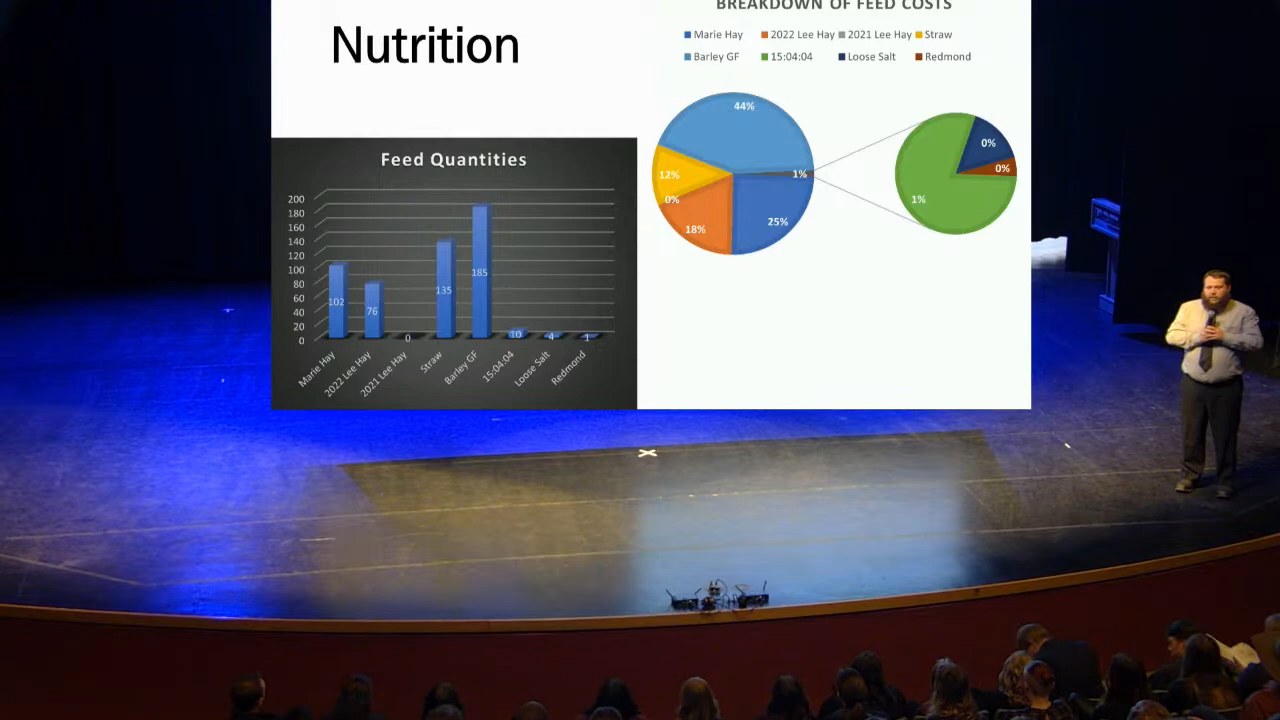 Nutrition
BREAKDOWN OF FEED COSTS
Marie Hay 2022 Lee Hay 2021 Lee Hay Straw
Barley GF 15:04:04 Loose Salt Redmond
44%
12%
1%
0%
25%
18%
0%
0%
1%
Feed Quantities
200
180
160
140
120
100
80
60
40
20
0
102
76
0
135
185
10
4
1
Marie Hay
2022 Lee Hay
2021 Lee Hay
Straw
Barley GF
15:04:04
Loose Salt
Redmond